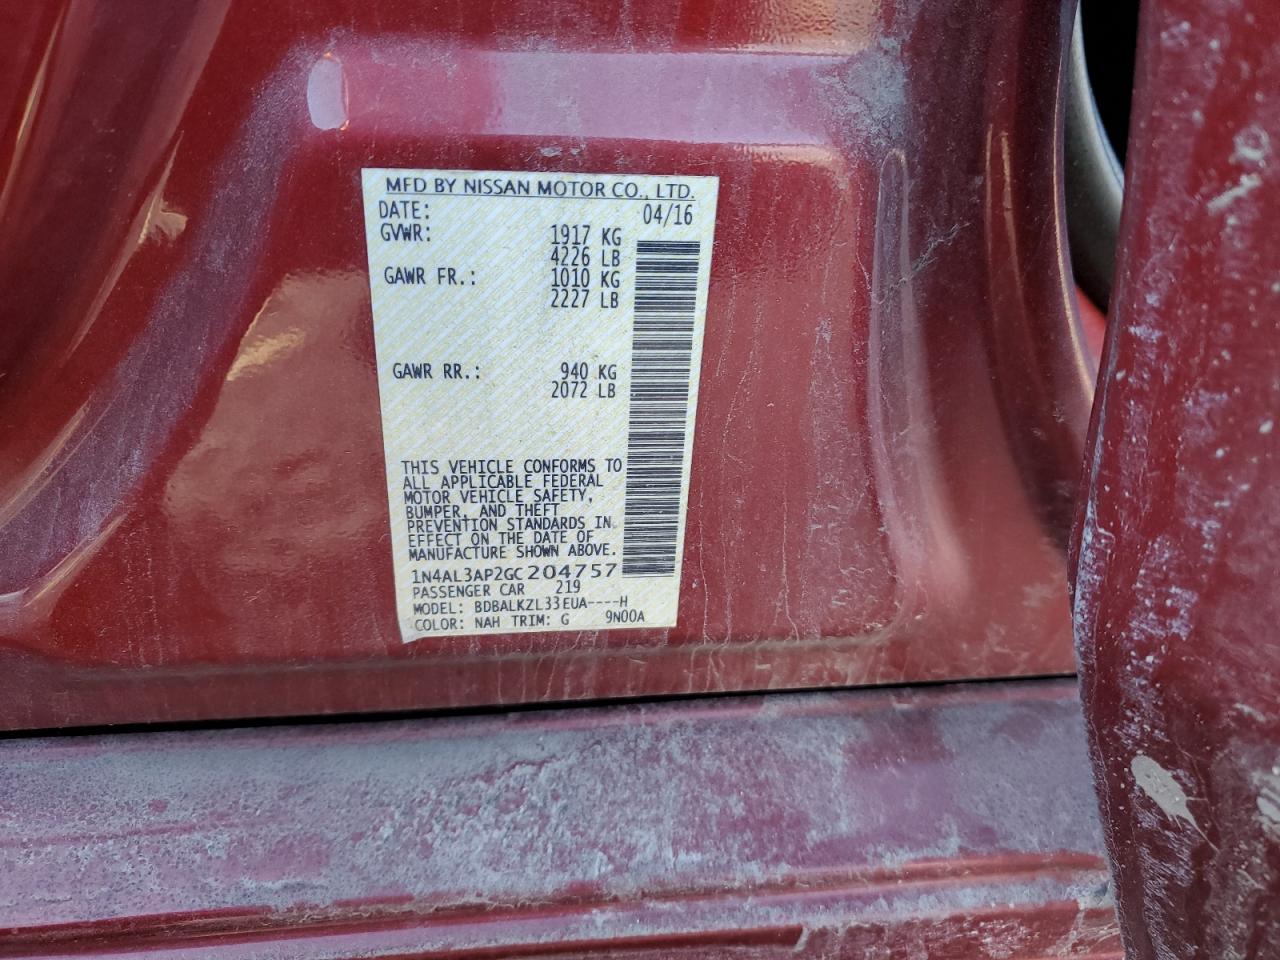 MFD BY NISSAN MOTOR CO., LTD.
DATE: 04/16
GVWR: 1917 KG
4226 LB
GAWR FR.: 1010 KG
2227 LB
GAWR RR.: 940 KG
2072 LB
THIS VEHICLE CONFORMS TO
ALL APPLICABLE FEDERAL
MOTOR VEHICLE SAFETY,
BUMPER, AND THEFT
PREVENTION STANDARDS IN
EFFECT ON THE DATE OF
MANUFACTURE SHOWN ABOVE.
1N4AL3AP2GC204757
PASSENGER CAR 219
MODEL: BDBALKZL33EUA----H
COLOR: NAH TRIM: G 9N00A